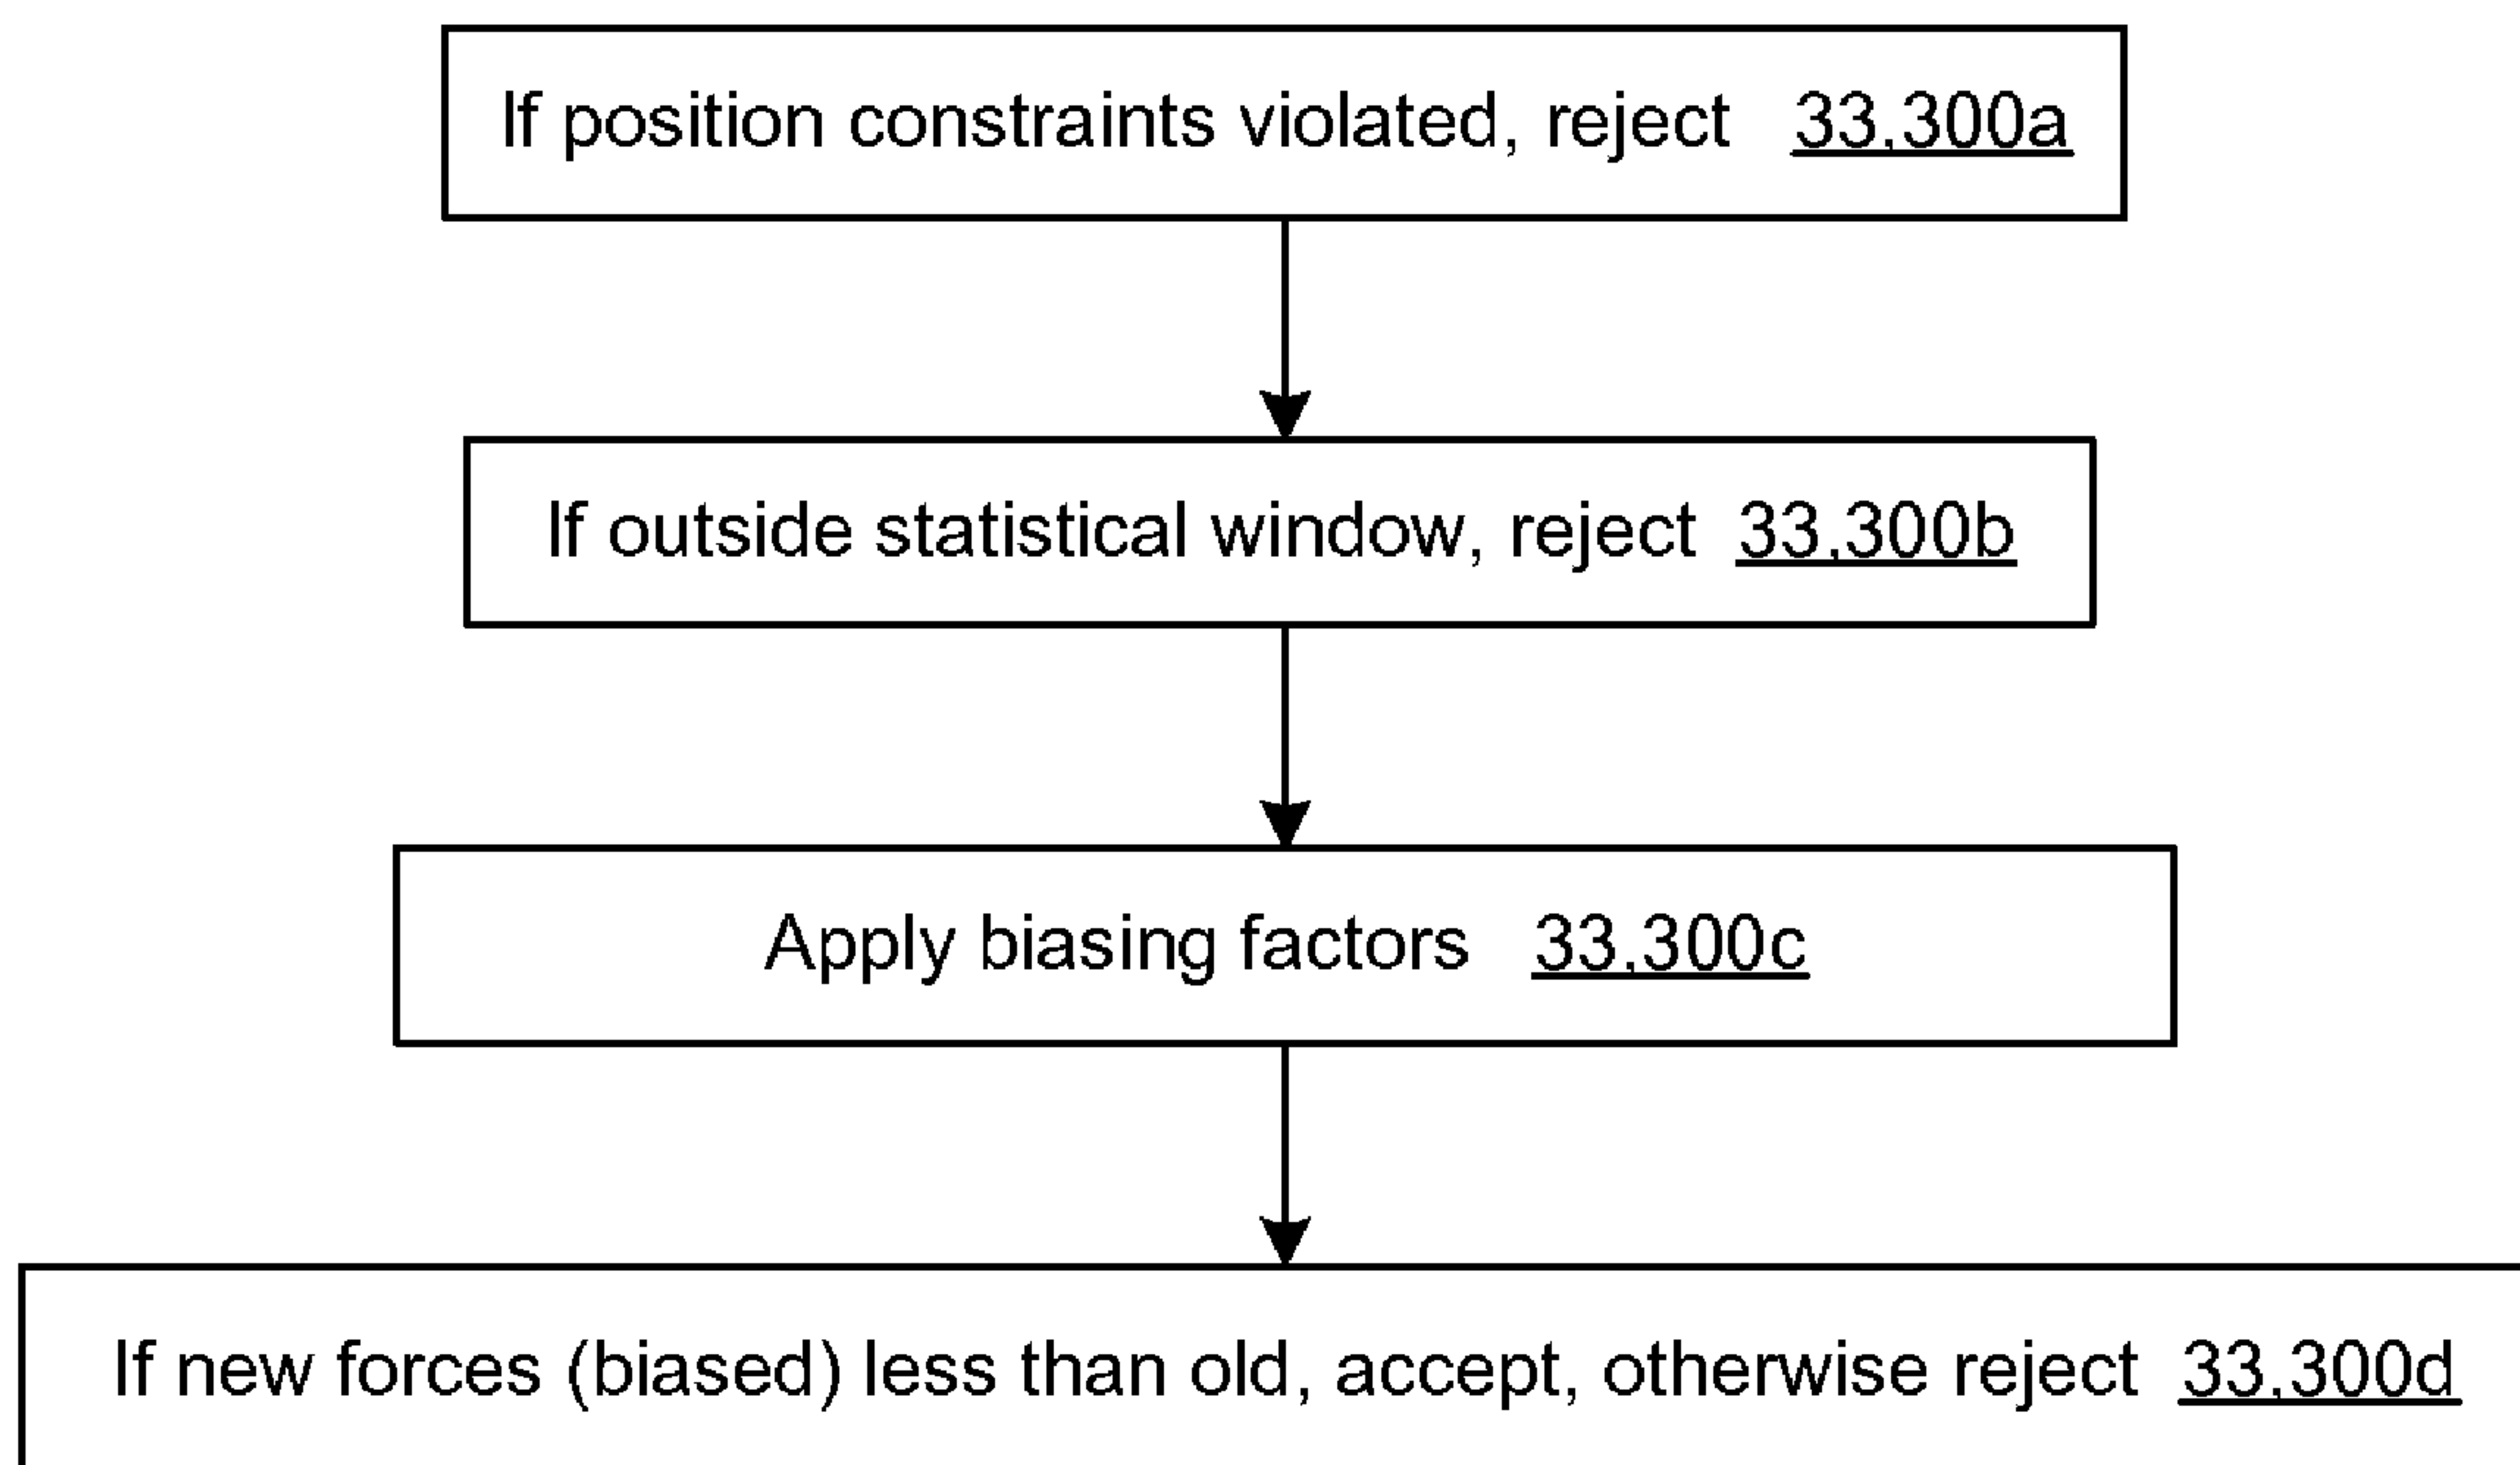 If position constraints violated, reject 33,300a
If outside statistical window, reject 33,300b
Apply biasing factors 33,300c
If new forces (biased) less than old, accept, otherwise reject 33,300d